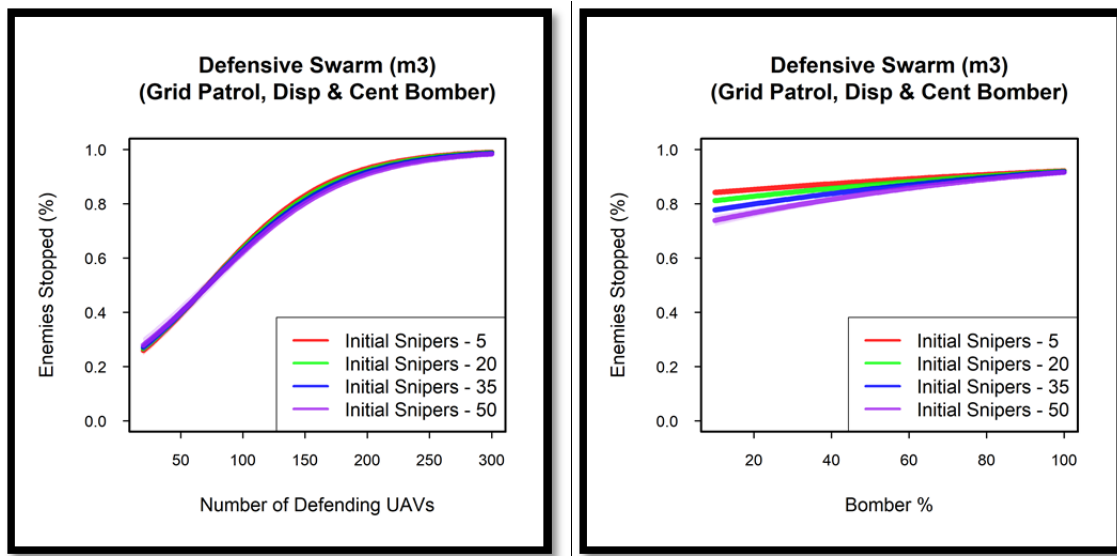 Defensive Swarm (m3)
(Grid Patrol, Disp & Cent Bomber)
Enemies Stopped (%)
1.0
0.8
0.6
0.4
0.2
0.0
Initial Snipers - 5
Initial Snipers - 20
Initial Snipers - 35
Initial Snipers - 50
50 100 150 200 250 300
Number of Defending UAVs
Defensive Swarm (m3)
(Grid Patrol, Disp & Cent Bomber)
Enemies Stopped (%)
1.0
0.8
0.6
0.4
0.2
0.0
Initial Snipers - 5
Initial Snipers - 20
Initial Snipers - 35
Initial Snipers - 50
20 40 60 80 100
Bomber %